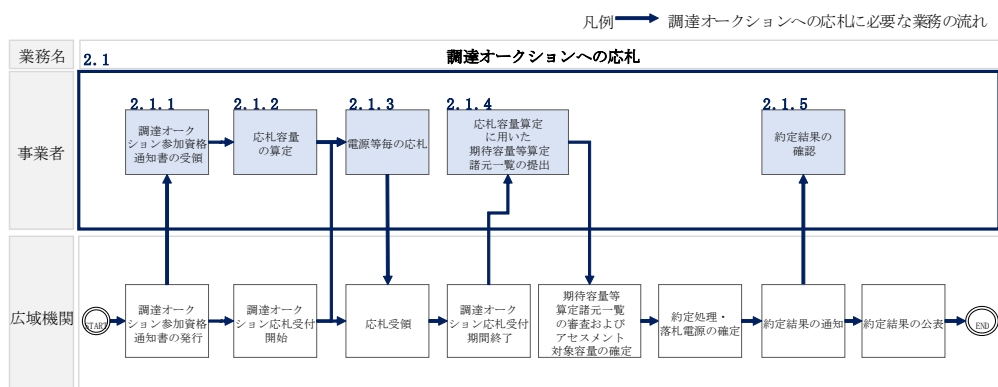 凡例 調達オークションへの応札に必要な業務の流れ
業務名
2.1
調達オークションへの応札
事業者
2.1.1
調達オーク
ション参加資格
通知書の受領
2.1.2
応札容量
の算定
2.1.3
電源等毎の応札
2.1.4
応札容量算定
に用いた
期待容量等算定
諸元一覧の提出
2.1.5
約定結果の
確認
広域機関
START
調達オーク
ション参加資格
通知書の発行
調達オーク
ション応札受付
開始
応札受領
調達オーク
ション応札受付
期間終了
期待容量等
算定諸元一覧
の審査および
アセスメント
対象容量の確定
約定処理・
落札電源の確定
約定結果の通知
約定結果の公表
END